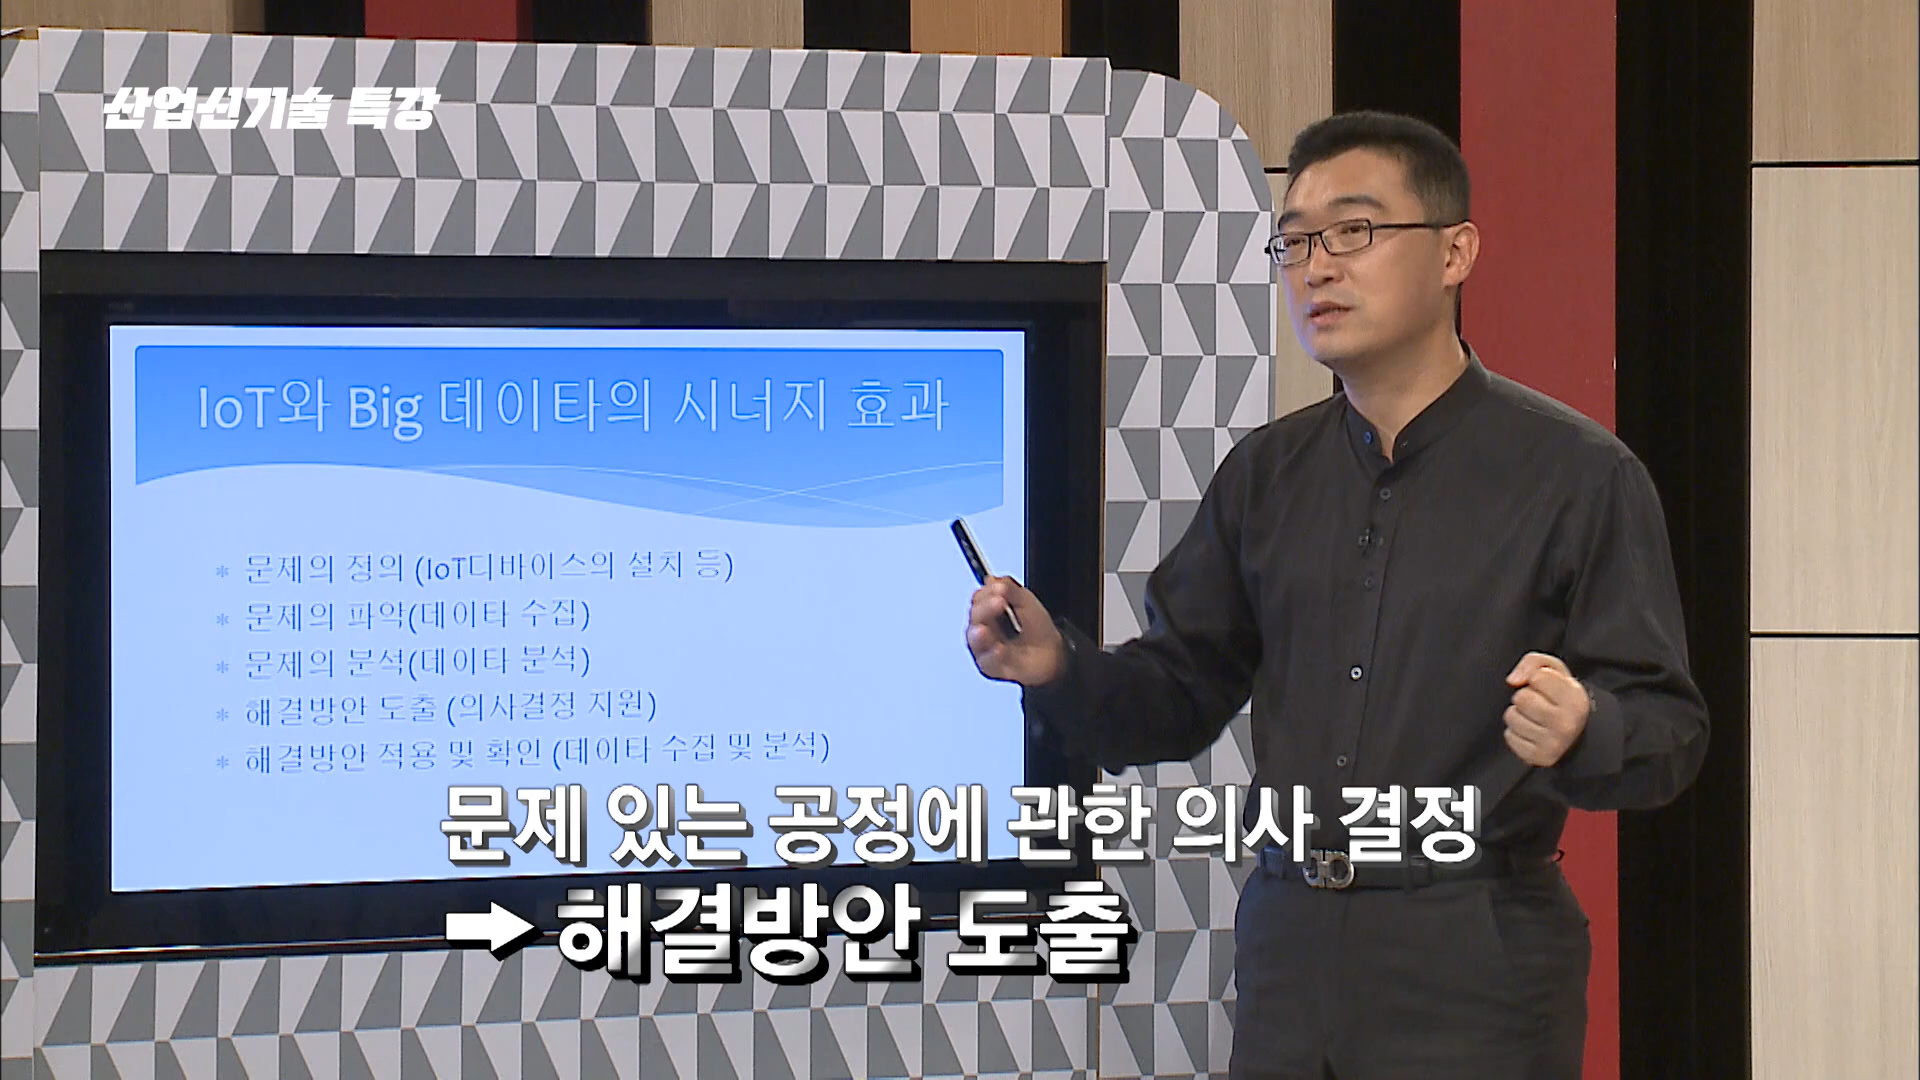 산업신기술 특강
IoT와 Big 데이타의 시너지 효과
* 문제의 정의 (IoT디바이스의 설치 등)
* 문제의 파악(데이타 수집)
* 문제의 분석(데이타 분석)
* 해결방안 도출 (의사결정 지원)
* 해결방안 적용 및 확인 (데이타 수집 및 분석)
문제 있는 공정에 관한 의사 결정
➡ 해결방안 도출